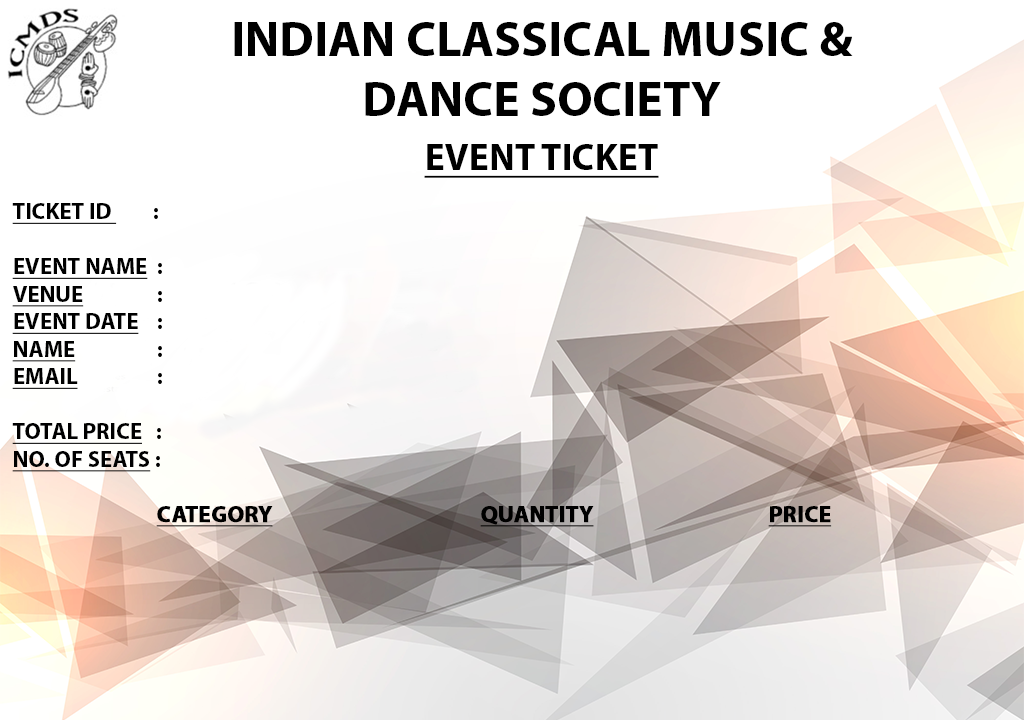 ICMDS
INDIAN CLASSICAL MUSIC &
DANCE SOCIETY
EVENT TICKET
TICKET ID :
EVENT NAME :
VENUE :
EVENT DATE :
NAME :
EMAIL :
TOTAL PRICE :
NO. OF SEATS :
CATEGORY QUANTITY PRICE